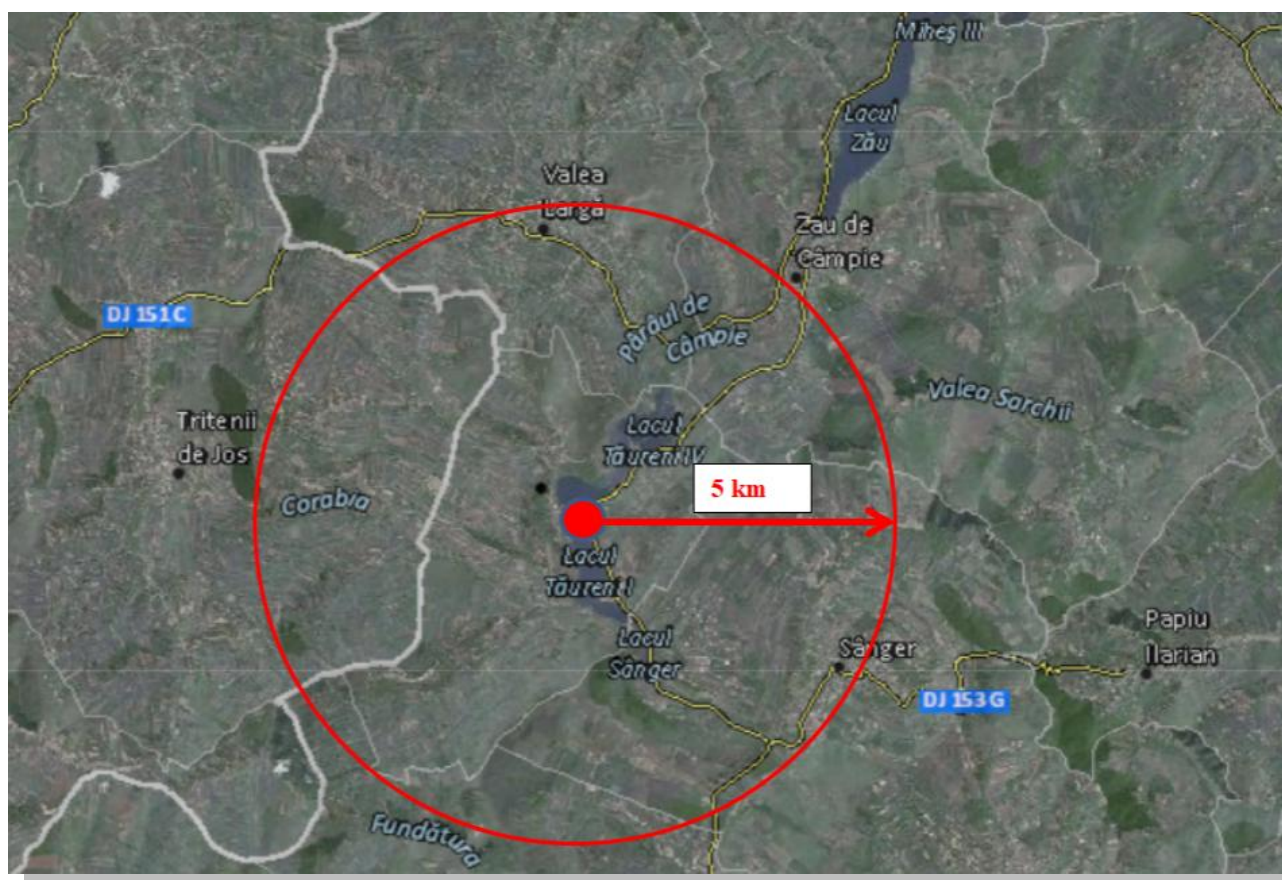 Miheş III
Lacul
Zău
Valea
Largă
Zau de
Câmpie
DJ 151C
Pârâul de
Câmpie
Valea Sarchii
Tritenii
de Jos
Lacul
Tăureni IV
5 km
Corabia
Lacul
Tăureni I
Lacul
Sânger
Sânger
Papiu
Ilarian
DJ 153G
Fundătura